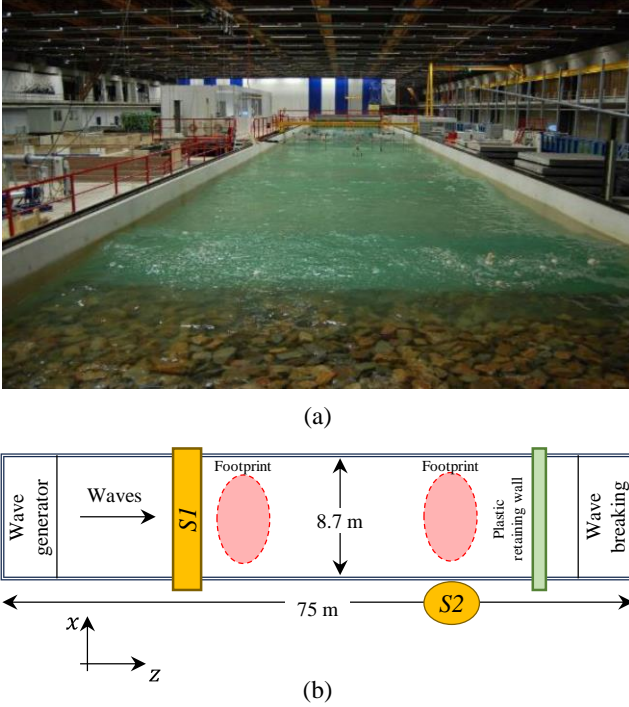 (a)
Wave
generator
Waves
S1
Footprint
8.7 m
Footprint
Plastic
retaining wall
Wave
breaking
75 m
S2
x
z
(b)